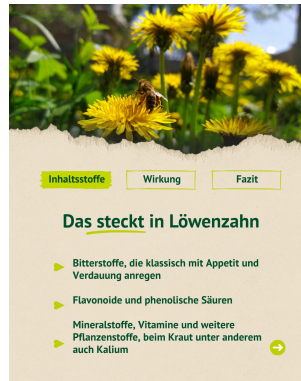 Inhaltsstoffe
Wirkung
Fazit
Das steckt in Löwenzahn
Bitterstoffe, die klassisch mit Appetit und
Verdauung anregen
Flavonoide und phenolische Säuren
Mineralstoffe, Vitamine und weitere
Pflanzenstoffe, beim Kraut unter anderem
auch Kalium